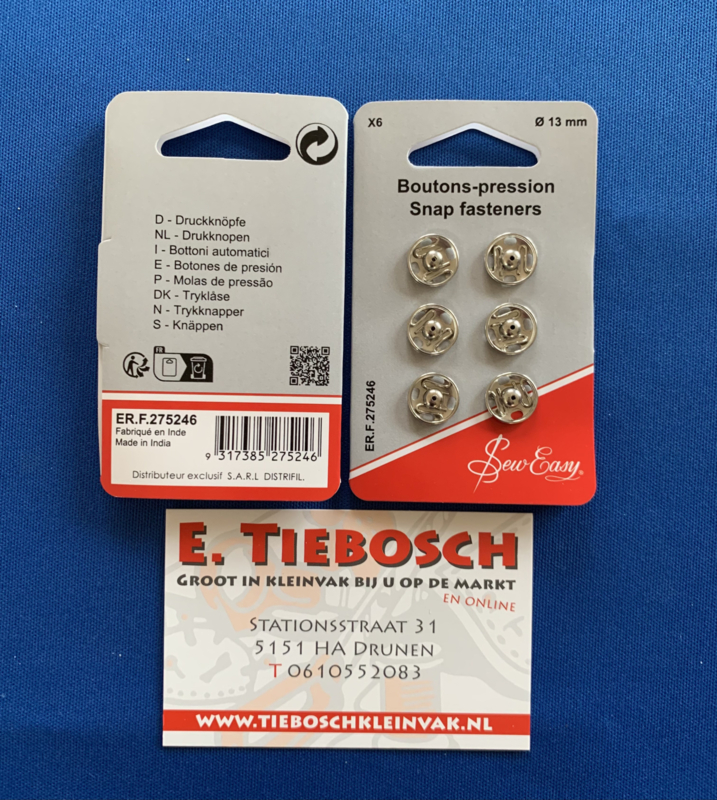 D - Druckknöpfe
NL - Drukknopen
I - Bottoni automatici
E - Botones de presión
P - Molas de pressão
DK - Tryklåse
N - Trykknapper
S - Knäppen
FR
ER.F.275246
Fabriqué en Inde
Made in India
9 317385 275246
Distributeur exclusif S.A.R.L DISTRIFIL.
X6
Ø 13 mm
Boutons-pression
Snap fasteners
ER.F.275246
Sew Easy®
E. TIEBOSCH
GROOT IN KLEINVAK BIJ U OP DE MARKT
EN ONLINE
STATIONSSTRAAT 31
5151 HA DRUNEN
T 0610552083
WWW.TIEBOSCHKLEINVAK.NL